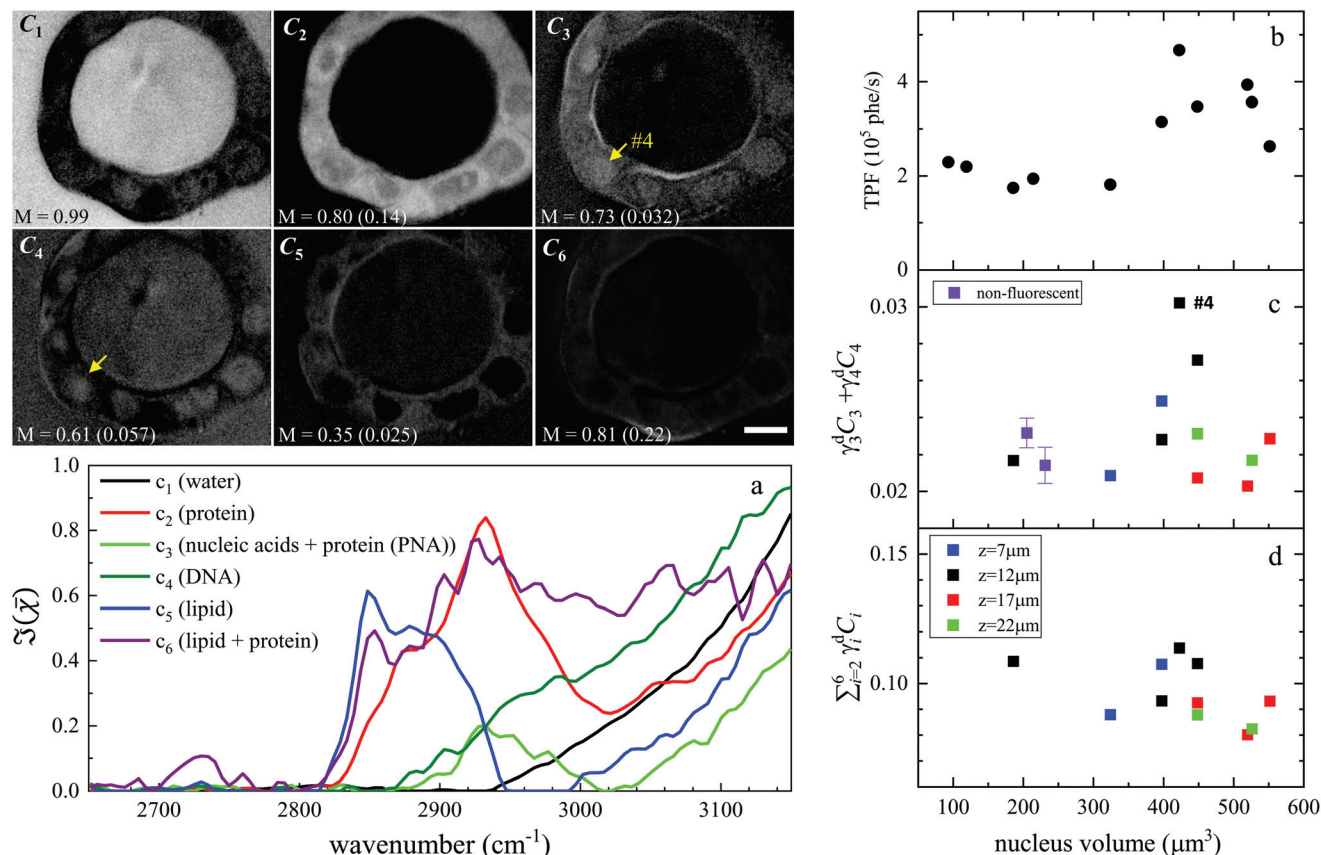 C₁
C₂
C₃
#4
M = 0.99
M = 0.80 (0.14)
M = 0.73 (0.032)
C₄
C₅
C₆
M = 0.61 (0.057)
M = 0.35 (0.025)
M = 0.81 (0.22)
a
1.0
0.8
0.6
0.4
0.2
0.0
ℑ(χ̄)
c₁ (water)
c₂ (protein)
c₃ (nucleic acids + protein (PNA))
c₄ (DNA)
c₅ (lipid)
c₆ (lipid + protein)
2700 2800 2900 3000 3100
wavenumber (cm⁻¹)
b
4
2
0
TPF (10⁵ phe/s)
c
non-fluorescent
#4
0.03
0.02
γ₃ᵈC₃ +γ₄ᵈC₄
d
z=7μm
z=12μm
z=17μm
z=22μm
0.15
0.10
∑⁶ᵢ₌₂ γᵢᵈCᵢ
100 200 300 400 500 600
nucleus volume (μm³)